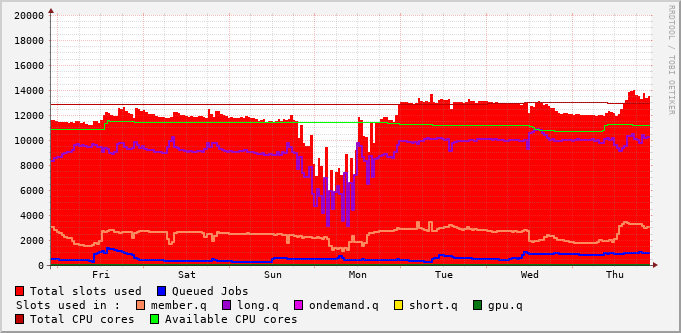 20000
18000
16000
14000
12000
10000
8000
6000
4000
2000
0
Fri Sat Sun Mon Tue Wed Thu
RRDTOOL / TOBI OETIKER
Total slots used Queued Jobs
Slots used in : member.q long.q ondemand.q short.q gpu.q
Total CPU cores Available CPU cores